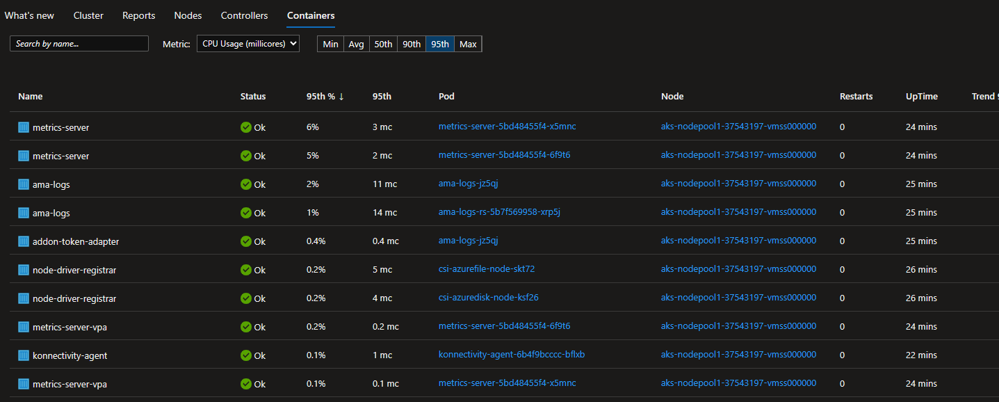 What's new Cluster Reports Nodes Controllers Containers
Search by name... Metric: CPU Usage (millicores) Min Avg 50th 90th 95th Max
Name Status 95th % ↓ 95th Pod Node Restarts UpTime Trend 9
metrics-server Ok 6% 3 mc metrics-server-5bd48455f4-x5mnc aks-nodepool1-37543197-vmss000000 0 24 mins
metrics-server Ok 5% 2 mc metrics-server-5bd48455f4-6f9t6 aks-nodepool1-37543197-vmss000000 0 24 mins
ama-logs Ok 2% 11 mc ama-logs-jz5qj aks-nodepool1-37543197-vmss000000 0 25 mins
ama-logs Ok 1% 14 mc ama-logs-rs-5b7f569958-xrp5j aks-nodepool1-37543197-vmss000000 0 25 mins
addon-token-adapter Ok 0.4% 0.4 mc ama-logs-jz5qj aks-nodepool1-37543197-vmss000000 0 25 mins
node-driver-registrar Ok 0.2% 5 mc csi-azurefile-node-skt72 aks-nodepool1-37543197-vmss000000 0 26 mins
node-driver-registrar Ok 0.2% 4 mc csi-azuredisk-node-ksf26 aks-nodepool1-37543197-vmss000000 0 26 mins
metrics-server-vpa Ok 0.2% 0.2 mc metrics-server-5bd48455f4-6f9t6 aks-nodepool1-37543197-vmss000000 0 24 mins
konnectivity-agent Ok 0.1% 1 mc konnectivity-agent-6b4f9bcccc-bflxb aks-nodepool1-37543197-vmss000000 0 22 mins
metrics-server-vpa Ok 0.1% 0.1 mc metrics-server-5bd48455f4-x5mnc aks-nodepool1-37543197-vmss000000 0 24 mins